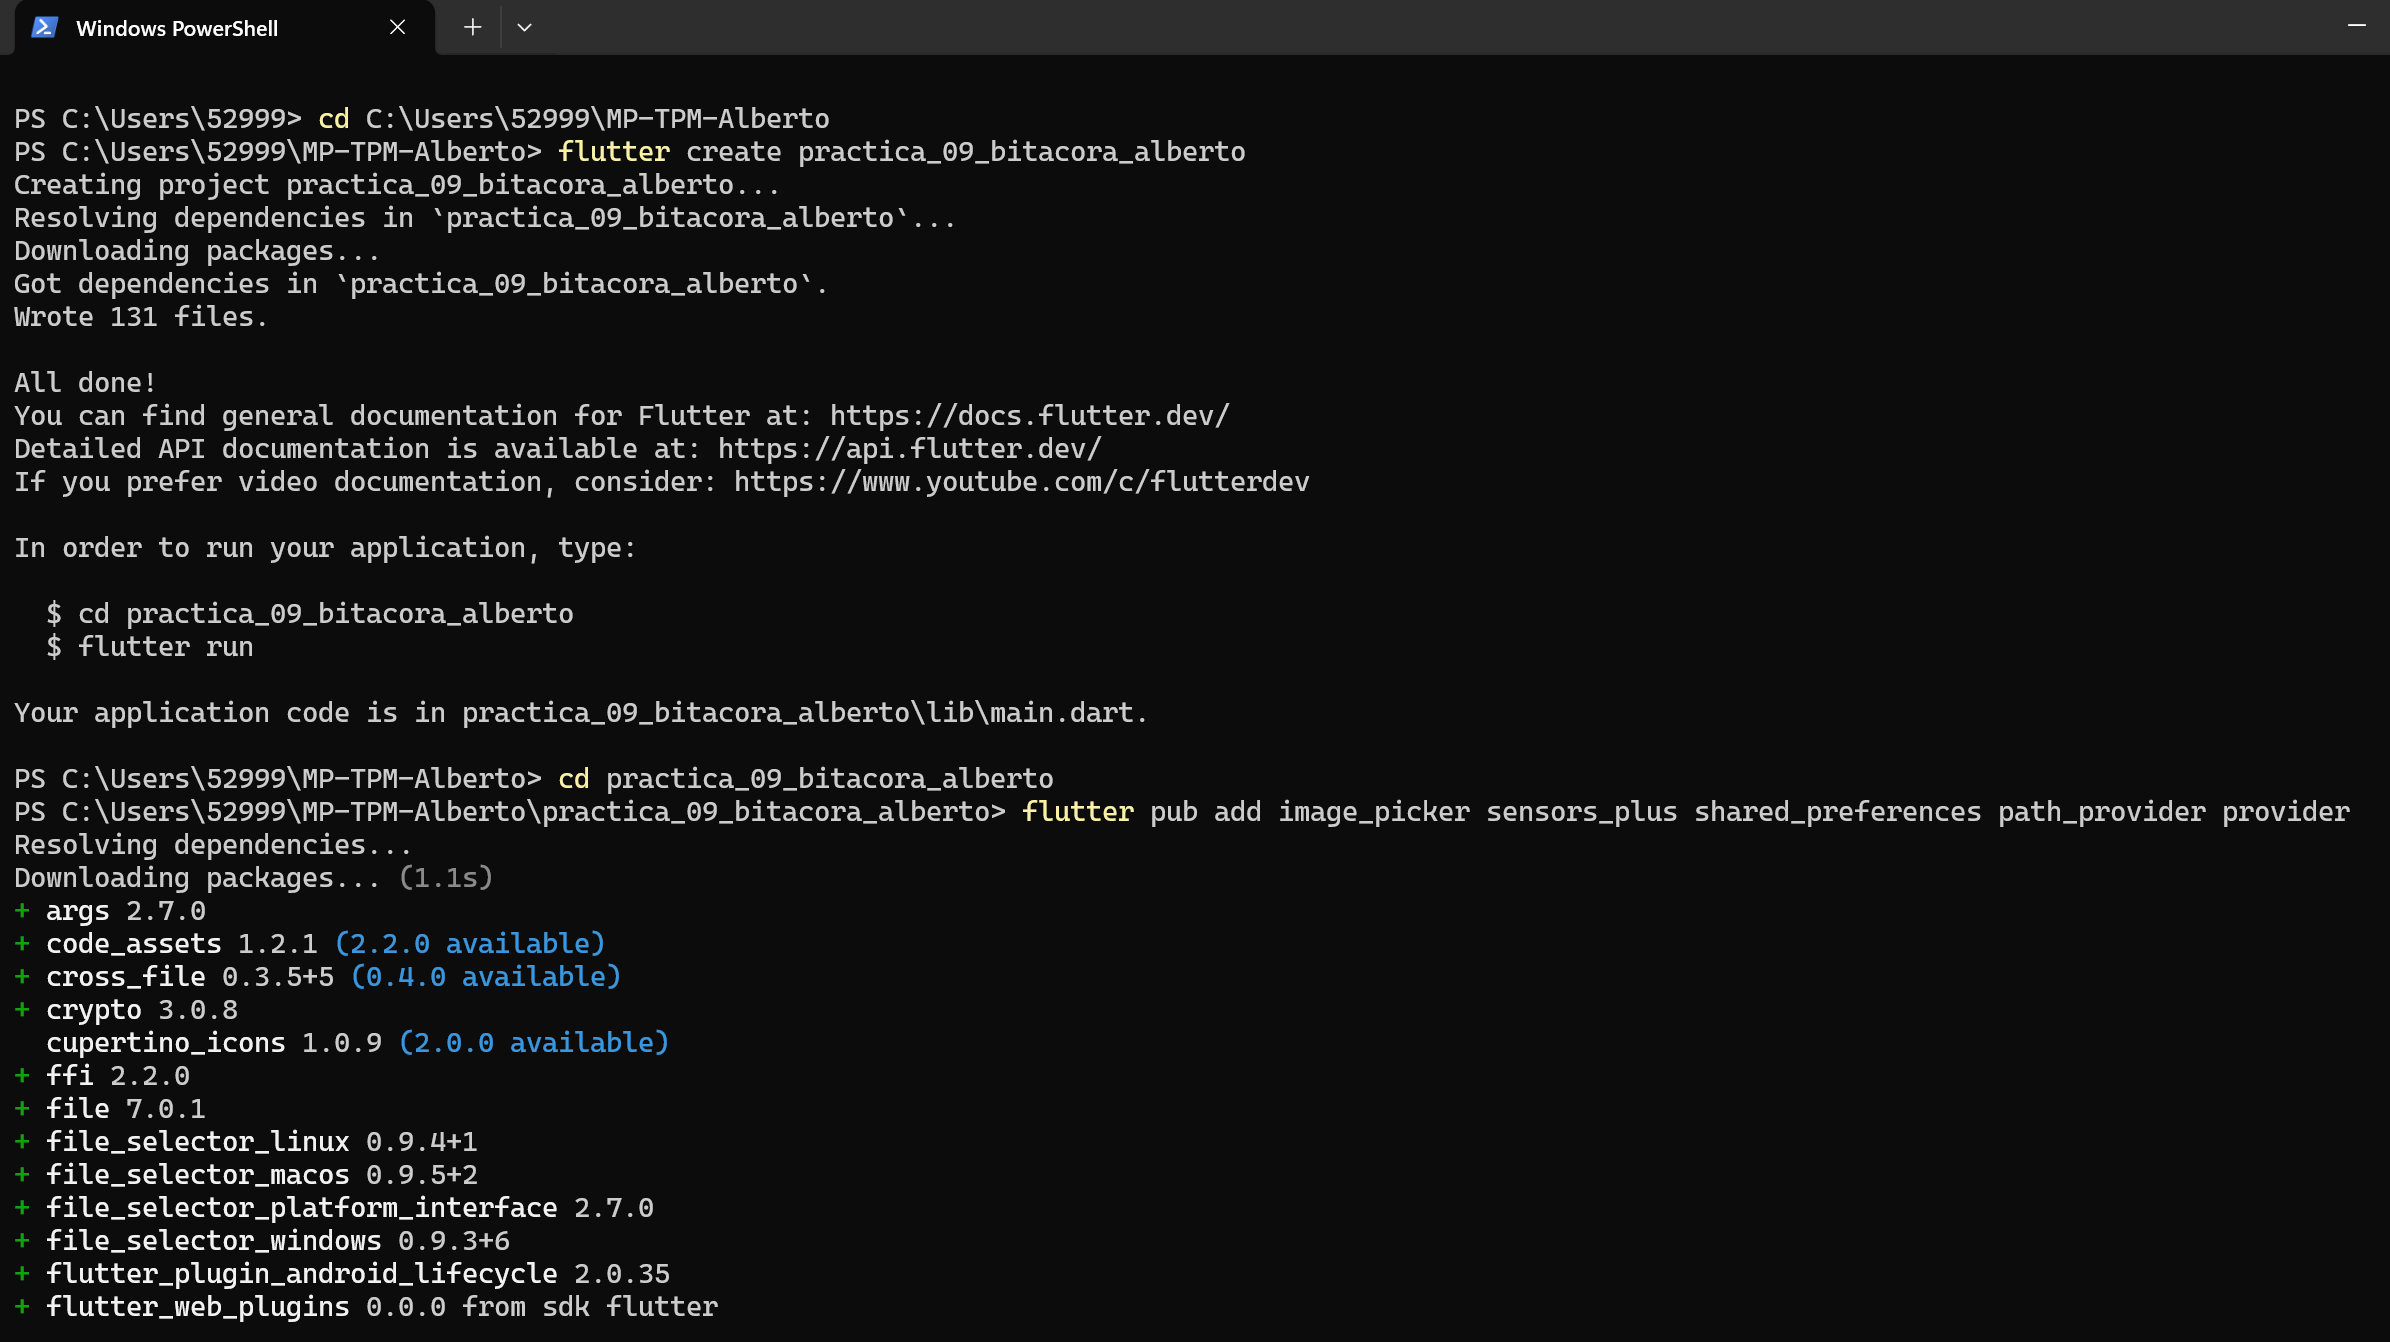 Windows PowerShell
PS C:\Users\52999> cd C:\Users\52999\MP-TPM-Alberto
PS C:\Users\52999\MP-TPM-Alberto> flutter create practica_09_bitacora_alberto
Creating project practica_09_bitacora_alberto...
Resolving dependencies in `practica_09_bitacora_alberto`...
Downloading packages...
Got dependencies in `practica_09_bitacora_alberto`.
Wrote 131 files.
All done!
You can find general documentation for Flutter at: https://docs.flutter.dev/
Detailed API documentation is available at: https://api.flutter.dev/
If you prefer video documentation, consider: https://www.youtube.com/c/flutterdev
In order to run your application, type:
$ cd practica_09_bitacora_alberto
$ flutter run
Your application code is in practica_09_bitacora_alberto\lib\main.dart.
PS C:\Users\52999\MP-TPM-Alberto> cd practica_09_bitacora_alberto
PS C:\Users\52999\MP-TPM-Alberto\practica_09_bitacora_alberto> flutter pub add image_picker sensors_plus shared_preferences path_provider provider
Resolving dependencies...
Downloading packages... (1.1s)
+ args 2.7.0
+ code_assets 1.2.1 (2.2.0 available)
+ cross_file 0.3.5+5 (0.4.0 available)
+ crypto 3.0.8
cupertino_icons 1.0.9 (2.0.0 available)
+ ffi 2.2.0
+ file 7.0.1
+ file_selector_linux 0.9.4+1
+ file_selector_macos 0.9.5+2
+ file_selector_platform_interface 2.7.0
+ file_selector_windows 0.9.3+6
+ flutter_plugin_android_lifecycle 2.0.35
+ flutter_web_plugins 0.0.0 from sdk flutter